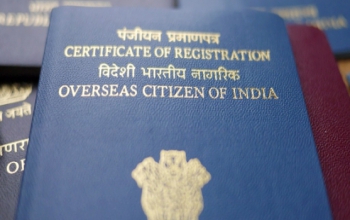 पंजीयन प्रमाणपत्र
CERTIFICATE OF REGISTRATION
विदेशी भारतीय नागरिक
OVERSEAS CITIZEN OF INDIA